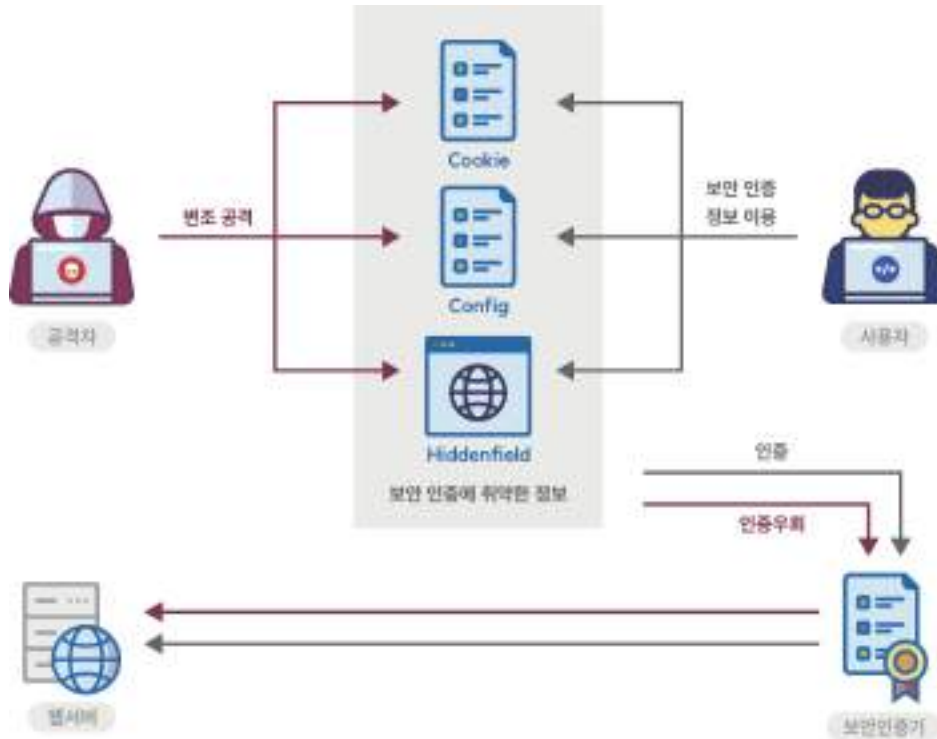 Cookie
변조 공격
보안 인증
정보 이용
Config
공격자
사용자
Hiddenfield
보안 인증에 취약한 정보
인증
인증우회
웹서버
보안인증기